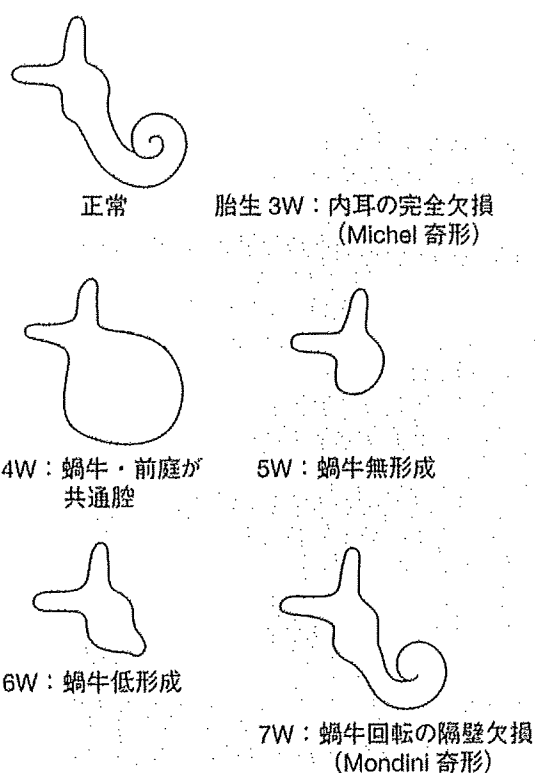 正常
胎生 3W：内耳の完全欠損
（Michel 奇形）
4W：蝸牛・前庭が
共通腔
5W：蝸牛無形成
6W：蝸牛低形成
7W：蝸牛回転の隔壁欠損
（Mondini 奇形）